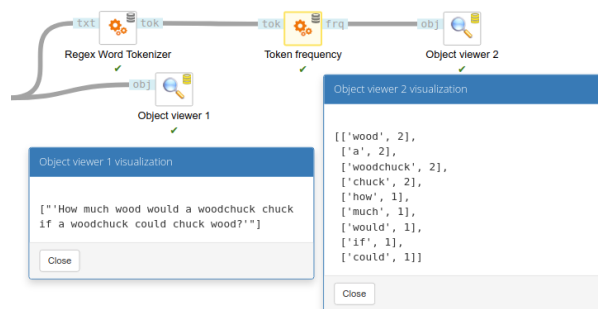 txt tok tok frq obj
Regex Word Tokenizer Token frequency Object viewer 2
obj
Object viewer 1
Object viewer 1 visualization
["'How much wood would a woodchuck chuck
if a woodchuck could chuck wood?'"]
Close
Object viewer 2 visualization
[['wood', 2],
['a', 2],
['woodchuck', 2],
['chuck', 2],
['how', 1],
['much', 1],
['would', 1],
['if', 1],
['could', 1]]
Close